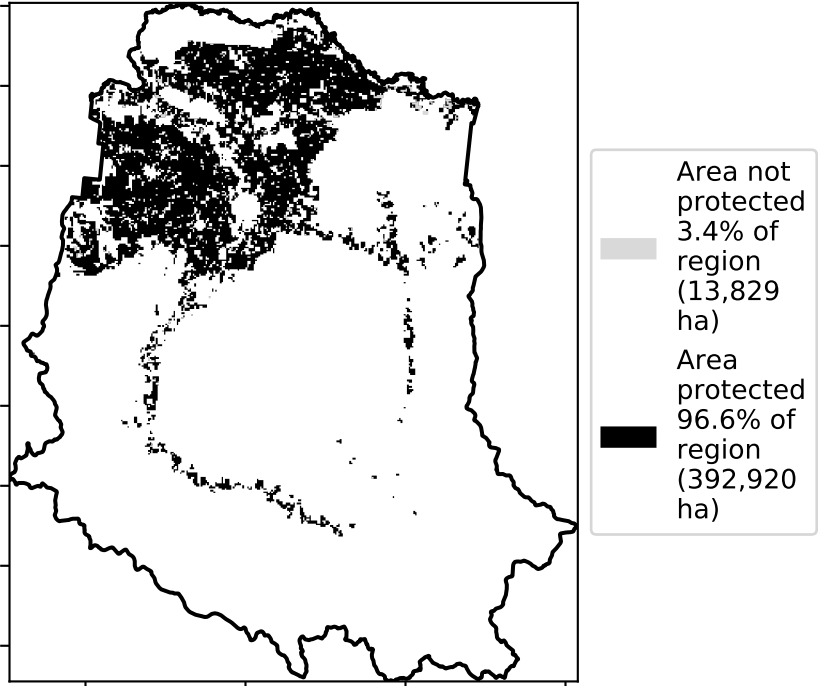 Area not
protected
3.4% of
region
(13,829
ha)
Area
protected
96.6% of
region
(392,920
ha)